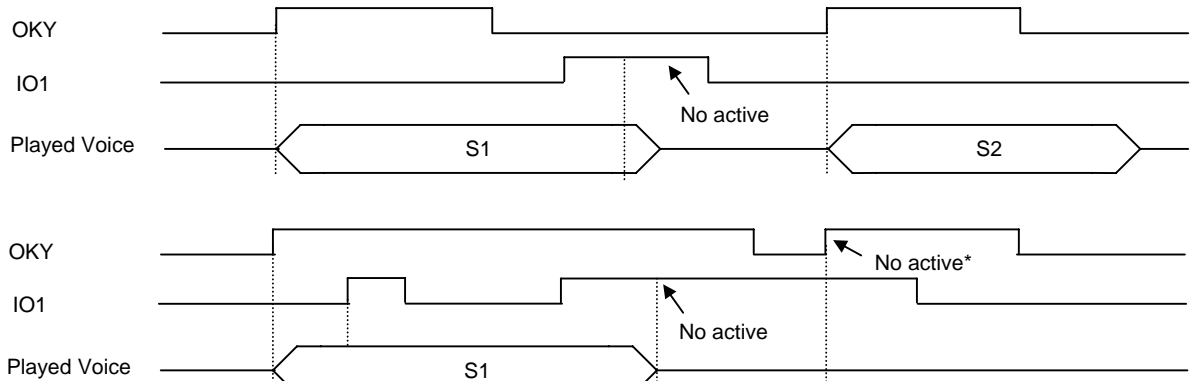 OKY
IO1
No active
Played Voice
S1
S2
OKY
No active*
IO1
No active
Played Voice
S1